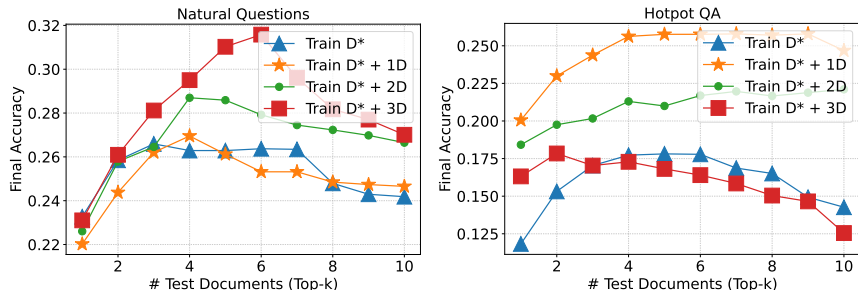 Natural Questions
Final Accuracy
0.32
0.30
0.28
0.26
0.24
0.22
2 4 6 8 10
# Test Documents (Top-k)
Train D*
Train D* + 1D
Train D* + 2D
Train D* + 3D
Hotpot QA
Final Accuracy
0.250
0.225
0.200
0.175
0.150
0.125
2 4 6 8 10
# Test Documents (Top-k)
Train D*
Train D* + 1D
Train D* + 2D
Train D* + 3D